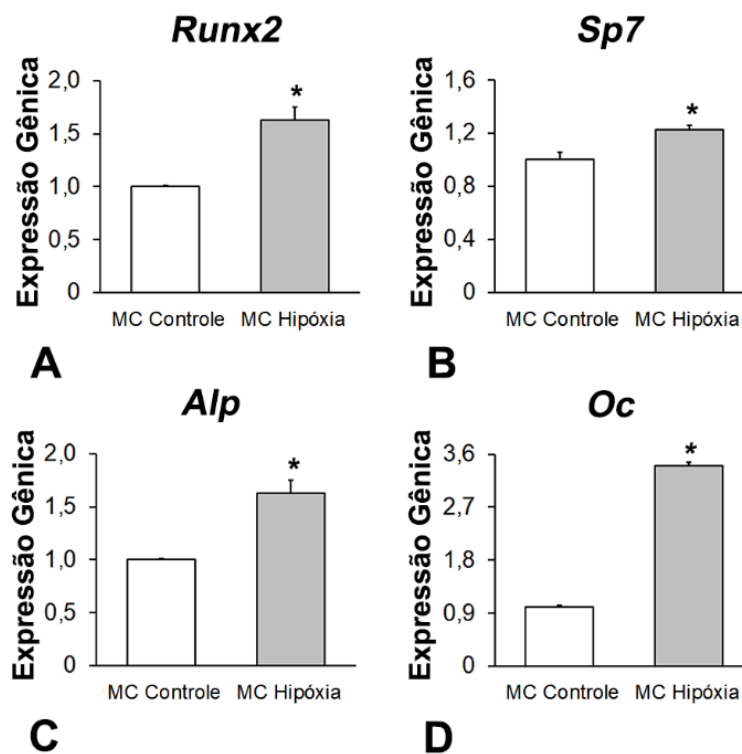 Runx2
Expressão Gênica
2,0
1,5
1,0
0,5
0
*
MC Controle MC Hipóxia
A
Sp7
Expressão Gênica
1,6
1,2
0,8
0,4
0
*
MC Controle MC Hipóxia
B
Alp
Expressão Gênica
2,0
1,5
1,0
0,5
0
*
MC Controle MC Hipóxia
C
Oc
Expressão Gênica
3,6
2,7
1,8
0,9
0
*
MC Controle MC Hipóxia
D